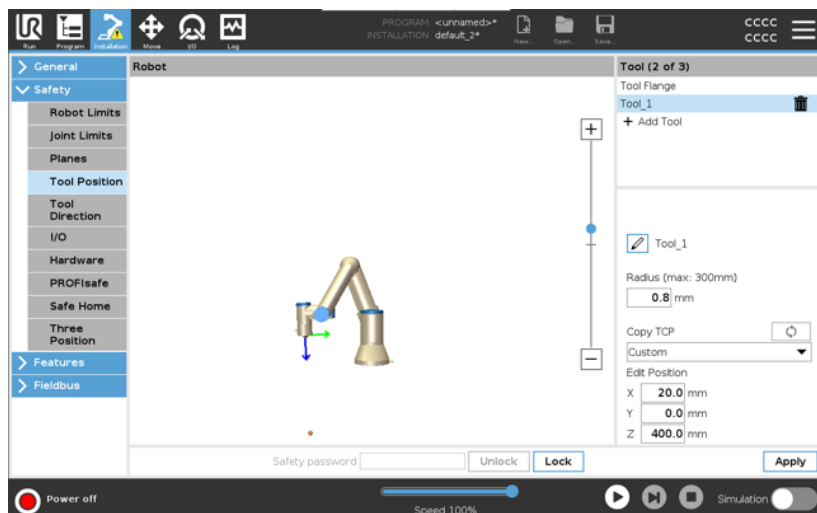 UR
PROGRAM <unnamed>*
INSTALLATION default_2*
CCCC
CCCC
Run Program Installation Move I/O Log New... Open... Save...
General
Safety
Robot Limits
Joint Limits
Planes
Tool Position
Tool
Direction
I/O
Hardware
PROFIsafe
Safe Home
Three
Position
Features
Fieldbus
Robot
Tool (2 of 3)
Tool Flange
Tool_1
+ Add Tool
Tool_1
Radius (max: 300mm)
0.8 mm
Copy TCP
Custom
Edit Position
X 20.0 mm
Y 0.0 mm
Z 400.0 mm
Safety password Unlock Lock
Apply
Power off
Speed 100%
Simulation